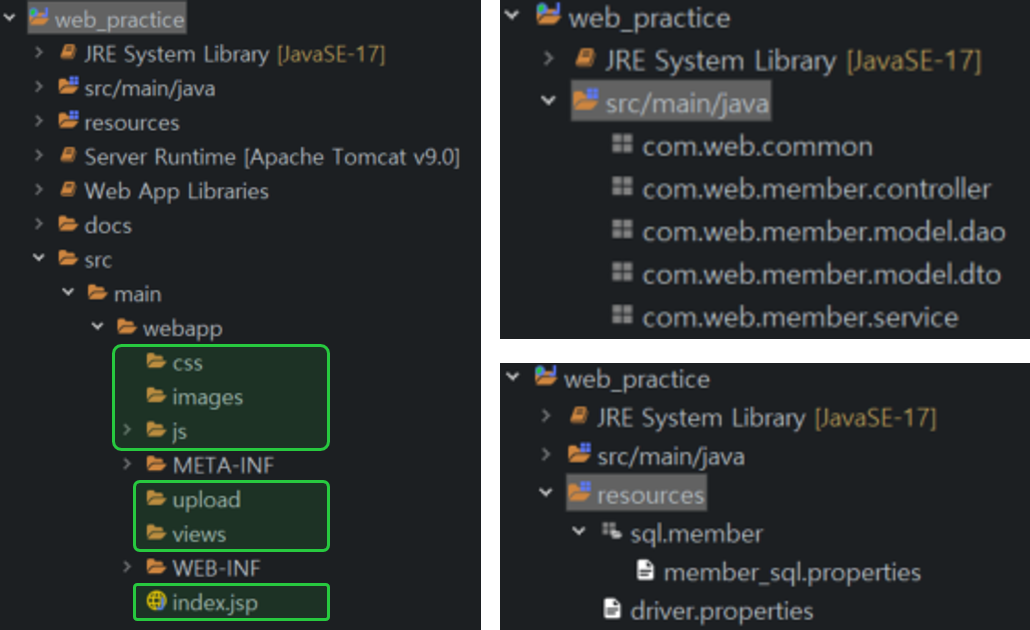 web_practice
JRE System Library [JavaSE-17]
src/main/java
resources
Server Runtime [Apache Tomcat v9.0]
Web App Libraries
docs
src
main
webapp
css
images
js
META-INF
upload
views
WEB-INF
index.jsp
web_practice
JRE System Library [JavaSE-17]
src/main/java
com.web.common
com.web.member.controller
com.web.member.model.dao
com.web.member.model.dto
com.web.member.service
web_practice
JRE System Library [JavaSE-17]
src/main/java
resources
sql.member
member_sql.properties
driver.properties